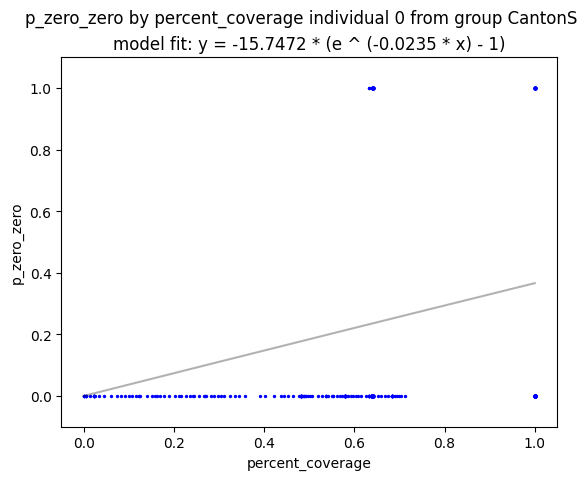 p_zero_zero by percent_coverage individual 0 from group CantonS
model fit: y = -15.7472 * (e ^ (-0.0235 * x) - 1)
1.0
0.8
0.6
0.4
0.2
0.0
p_zero_zero
0.0 0.2 0.4 0.6 0.8 1.0
percent_coverage